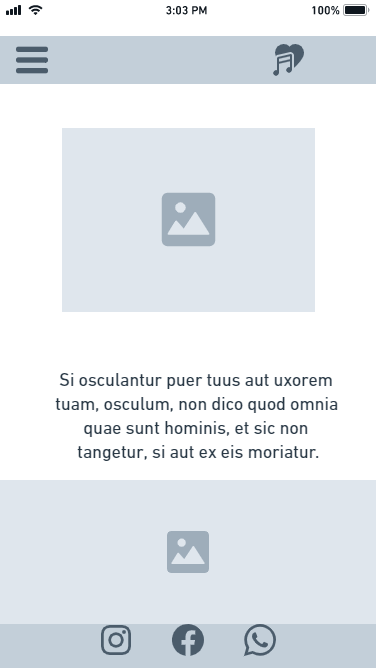 3:03 PM
100%
Si osculantur puer tuus aut uxorem
tuam, osculum, non dico quod omnia
quae sunt hominis, et sic non
tangetur, si aut ex eis moriatur.